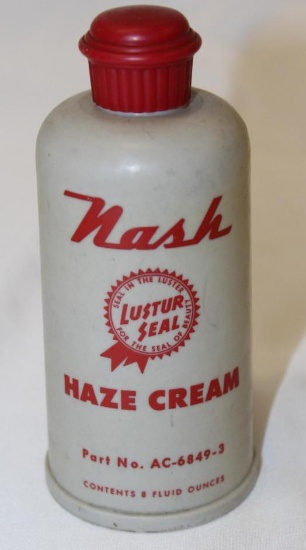 Nash
SEAL IN THE LUSTER
LUSTUR
SEAL
FOR THE SEAL OF BEAUTY
HAZE CREAM
Part No. AC-6849-3
CONTENTS 8 FLUID OUNCES